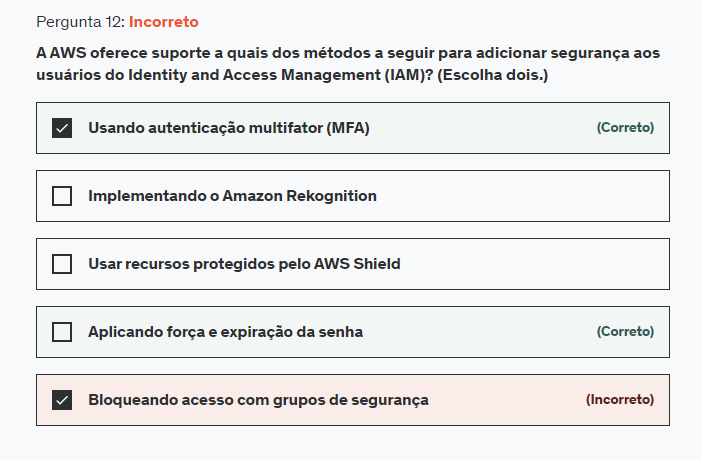 Pergunta 12: Incorreto
A AWS oferece suporte a quais dos métodos a seguir para adicionar segurança aos
usuários do Identity and Access Management (IAM)? (Escolha dois.)
Usando autenticação multifator (MFA) (Correto)
Implementando o Amazon Rekognition
Usar recursos protegidos pelo AWS Shield
Aplicando força e expiração da senha (Correto)
Bloqueando acesso com grupos de segurança (Incorreto)